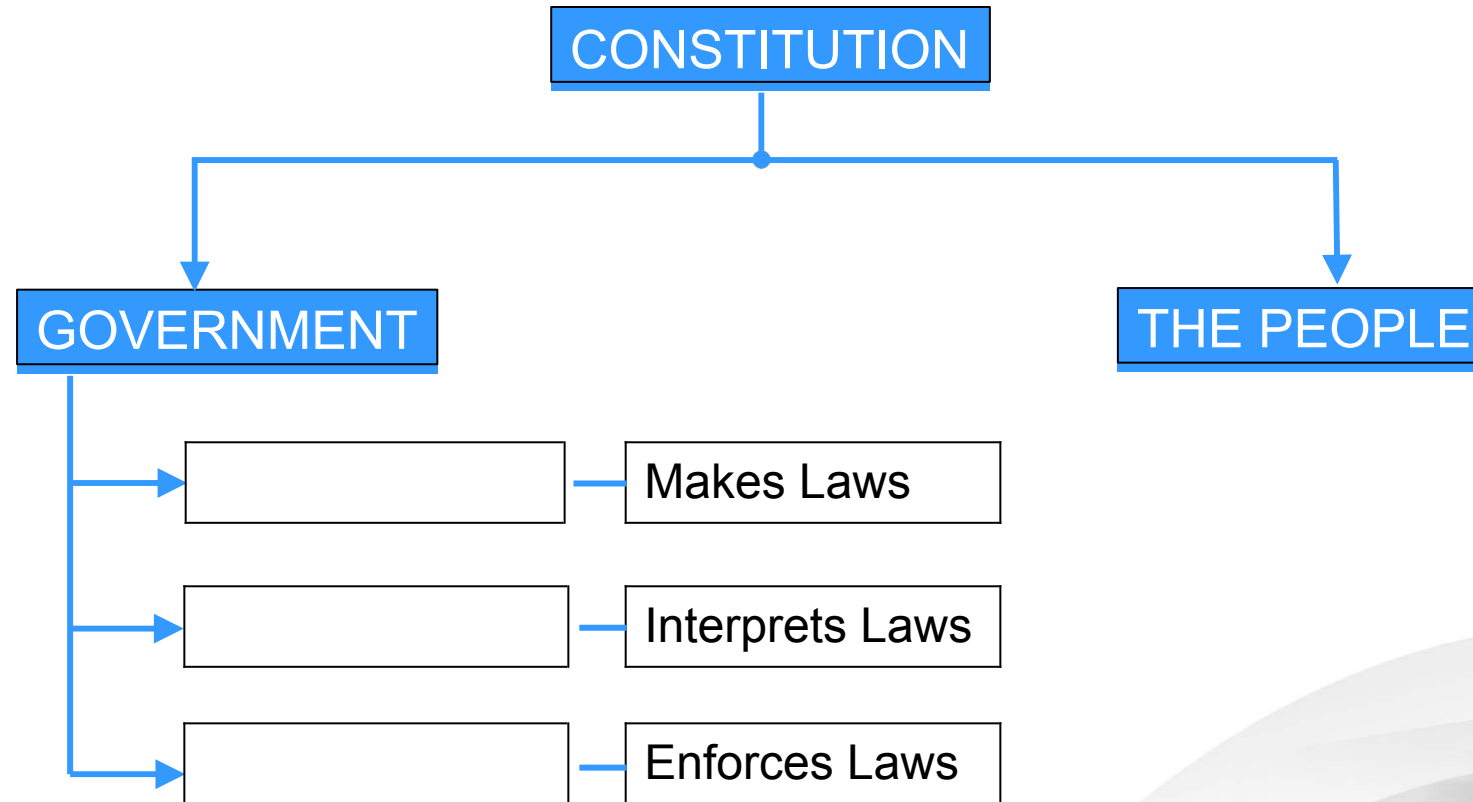 CONSTITUTION
GOVERNMENT
THE PEOPLE
Makes Laws
Interprets Laws
Enforces Laws